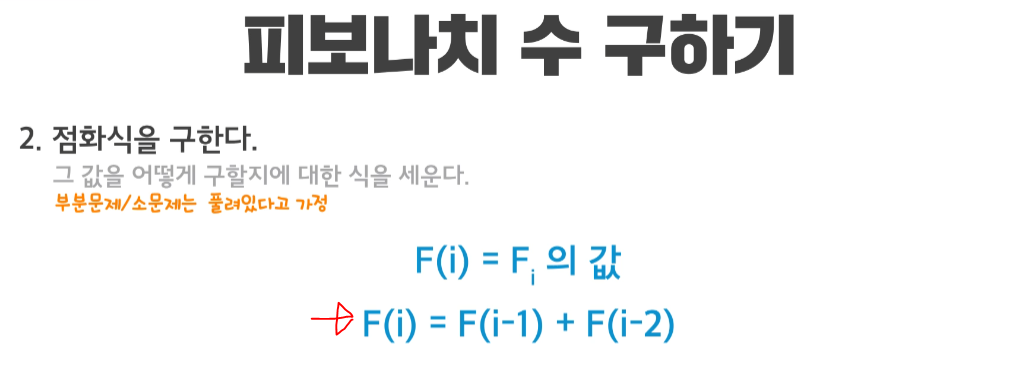 피보나치 수 구하기
2. 점화식을 구한다.
그 값을 어떻게 구할지에 대한 식을 세운다.
부분문제/소문제는 풀려있다고 가정
F(i) = Fᵢ 의 값
F(i) = F(i-1) + F(i-2)